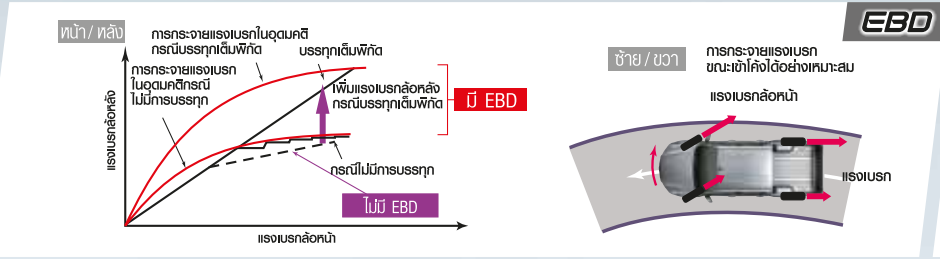 EBD
หน้า / หลัง
การกระจายแรงเบรกในอุดมคติ
กรณีบรรทุกเต็มพิกัด
บรรทุกเต็มพิกัด
การกระจายแรงเบรก
ในอุดมคติกรณี
ไม่มีการบรรทุก
เพิ่มแรงเบรกล้อหลัง
กรณีบรรทุกเต็มพิกัด
มี EBD
แรงเบรกล้อหลัง
กรณีไม่มีการบรรทุก
ไม่มี EBD
แรงเบรกล้อหน้า
ซ้าย / ขวา
การกระจายแรงเบรก
ขณะเข้าโค้งได้อย่างเหมาะสม
แรงเบรกล้อหน้า
แรงเบรก